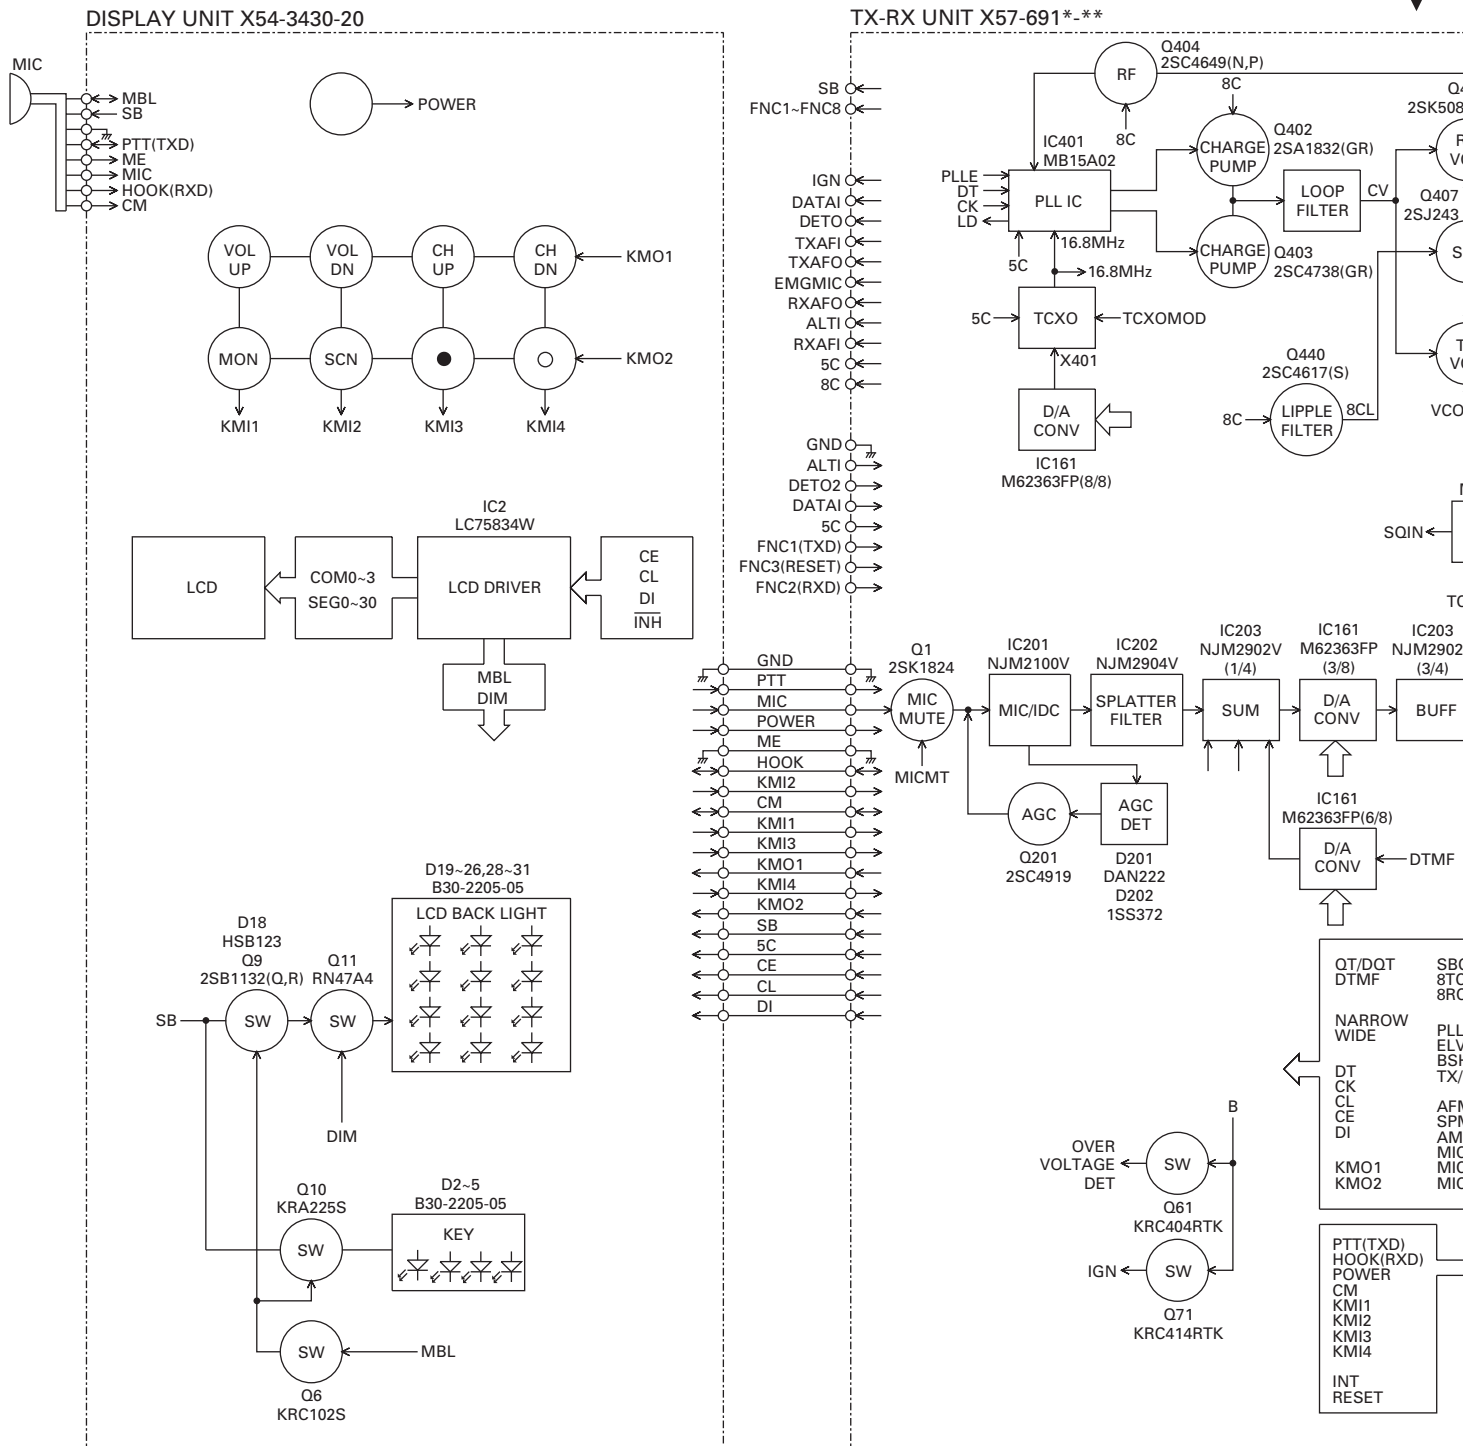 DISPLAY UNIT X54-3430-20
MIC
MBL
SB
PTT(TXD)
ME
MIC
HOOK(RXD)
CM
POWER
VOL
UP
VOL
DN
CH
UP
CH
DN
KMO1
MON
SCN
KMO2
KMI1
KMI2
KMI3
KMI4
IC2
LC75834W
LCD
COM0~3
SEG0~30
LCD DRIVER
CE
CL
DI
INH
MBL
DIM
D19~26,28~31
B30-2205-05
LCD BACK LIGHT
D18
HSB123
Q9
2SB1132(Q,R)
Q11
RN47A4
SB
SW
SW
DIM
Q10
KRA225S
SW
D2~5
B30-2205-05
KEY
SW
MBL
Q6
KRC102S
TX-RX UNIT X57-691*-**
SB
FNC1~FNC8
IGN
DATAI
DETO
TXAFI
TXAFO
EMGMIC
RXAFO
ALTI
RXAFI
5C
8C
GND
ALTI
DETO2
DATAI
5C
FNC1(TXD)
FNC3(RESET)
FNC2(RXD)
GND
PTT
MIC
POWER
ME
HOOK
KMI2
CM
KMI1
KMI3
KMO1
KMI4
KMO2
SB
5C
CE
CL
DI
Q404
2SC4649(N,P)
RF
8C
8C
IC401
MB15A02
PLLE
DT
CK
LD
PLL IC
CHARGE
PUMP
Q402
2SA1832(GR)
CHARGE
PUMP
Q403
2SC4738(GR)
LOOP
FILTER
CV
2SK508
Q407
2SJ243
5C
16.8MHz
16.8MHz
5C
TCXO
TCXOMOD
X401
D/A
CONV
IC161
M62363FP(8/8)
Q440
2SC4617(S)
8C
LIPPLE
FILTER
8CL
VCO
SQIN
Q1
2SK1824
MIC
MUTE
MICMT
IC201
NJM2100V
MIC/IDC
IC202
NJM2904V
SPLATTER
FILTER
IC203
NJM2902V
(1/4)
SUM
IC161
M62363FP
(3/8)
D/A
CONV
IC203
NJM2902
(3/4)
BUFF
AGC
Q201
2SC4919
AGC
DET
D201
DAN222
D202
1SS372
IC161
M62363FP(6/8)
D/A
CONV
DTMF
QT/DQT
DTMF
NARROW
WIDE
DT
CK
CL
CE
DI
KMO1
KMO2
PLL
TX/
B
OVER
VOLTAGE
DET
SW
Q61
KRC404RTK
IGN
SW
Q71
KRC414RTK
PTT(TXD)
HOOK(RXD)
POWER
CM
KMI1
KMI2
KMI3
KMI4
INT
RESET